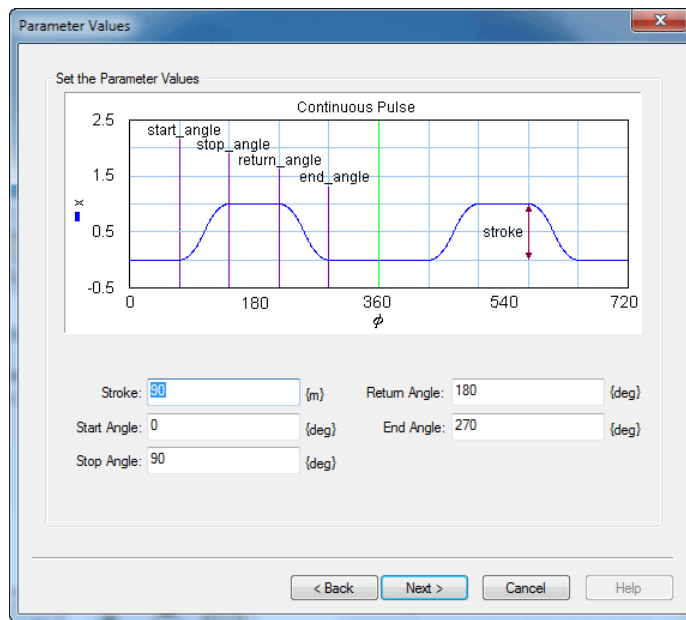 Parameter Values
X
Set the Parameter Values
Continuous Pulse
2.5
1.5
0.5
-0.5
x
start_angle
stop_angle
return_angle
end_angle
stroke
0 180 360 540 720
ϕ
Stroke: 90 {m} Return Angle: 180 {deg}
Start Angle: 0 {deg} End Angle: 270 {deg}
Stop Angle: 90 {deg}
< Back Next > Cancel Help